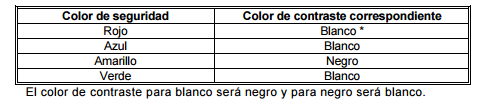 Color de seguridad Color de contraste correspondiente
Rojo Blanco *
Azul Blanco
Amarillo Negro
Verde Blanco
El color de contraste para blanco será negro y para negro será blanco.